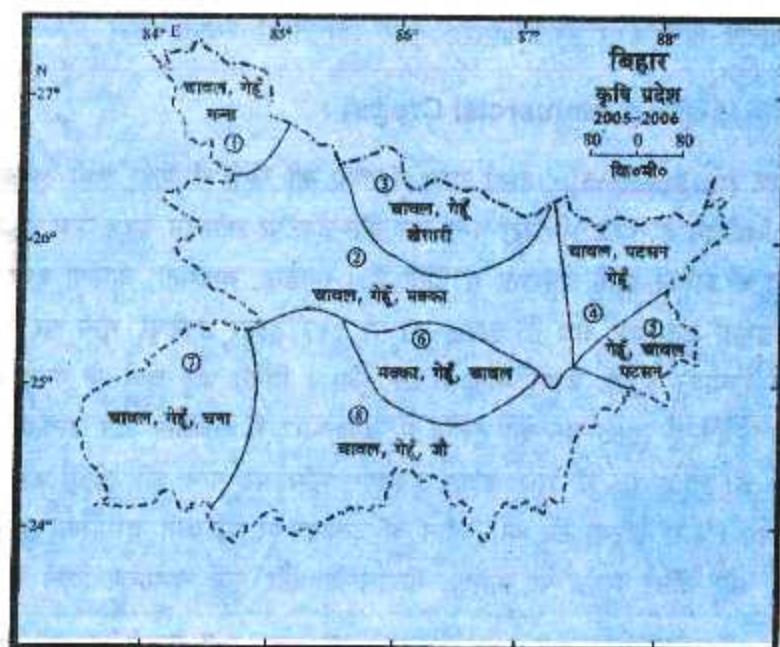 84° E 85° 86° 87° 88°
बिहार
कृषि प्रदेश
2005-2006
80 0 80
कि०मी०
N
27°
26°
25°
24°
चावल, गेहूँ
गन्ना
①
②
चावल, गेहूँ, मक्का
③
चावल, गेहूँ
खेसारी
चावल, पटसन
गेहूँ
④
⑤
गेहूँ, चावल
पटसन
⑥
मक्का, गेहूँ, चावल
⑦
चावल, गेहूँ, चना
⑧
चावल, गेहूँ, जौ